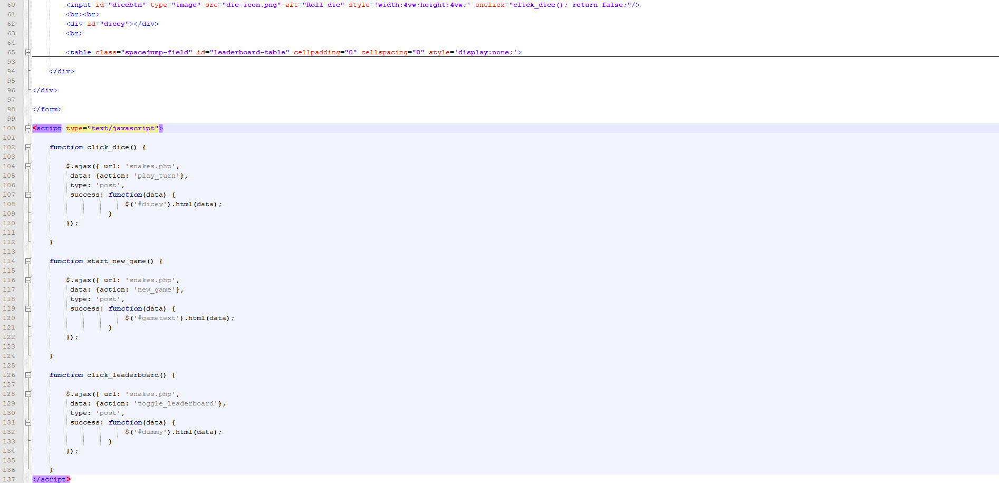 60 <input id="dicebtn" type="image" src="die-icon.png" alt="Roll die" style='width:4vw;height:4vw;' onclick="click_dice(); return false;"/>
61 <br><br>
62 <div id="dicey"></div>
63 <br>
64
65 <table class="spacejump-field" id="leaderboard-table" cellpadding="0" cellspacing="0" style='display:none;'>
93
94 </div>
95
96 </div>
97
98 </form>
99
100 <script type="text/javascript">
101
102 function click_dice() {
103
104 $.ajax({ url: 'snakes.php',
105 data: {action: 'play_turn'},
106 type: 'post',
107 success: function(data) {
108 $('#dicey').html(data);
109 }
110 });
111
112 }
113
114 function start_new_game() {
115
116 $.ajax({ url: 'snakes.php',
117 data: {action: 'new_game'},
118 type: 'post',
119 success: function(data) {
120 $('#gametext').html(data);
121 }
122 });
123
124 }
125
126 function click_leaderboard() {
127
128 $.ajax({ url: 'snakes.php',
129 data: {action: 'toggle_leaderboard'},
130 type: 'post',
131 success: function(data) {
132 $('#dummy').html(data);
133 }
134 });
135
136 }
137 </script>